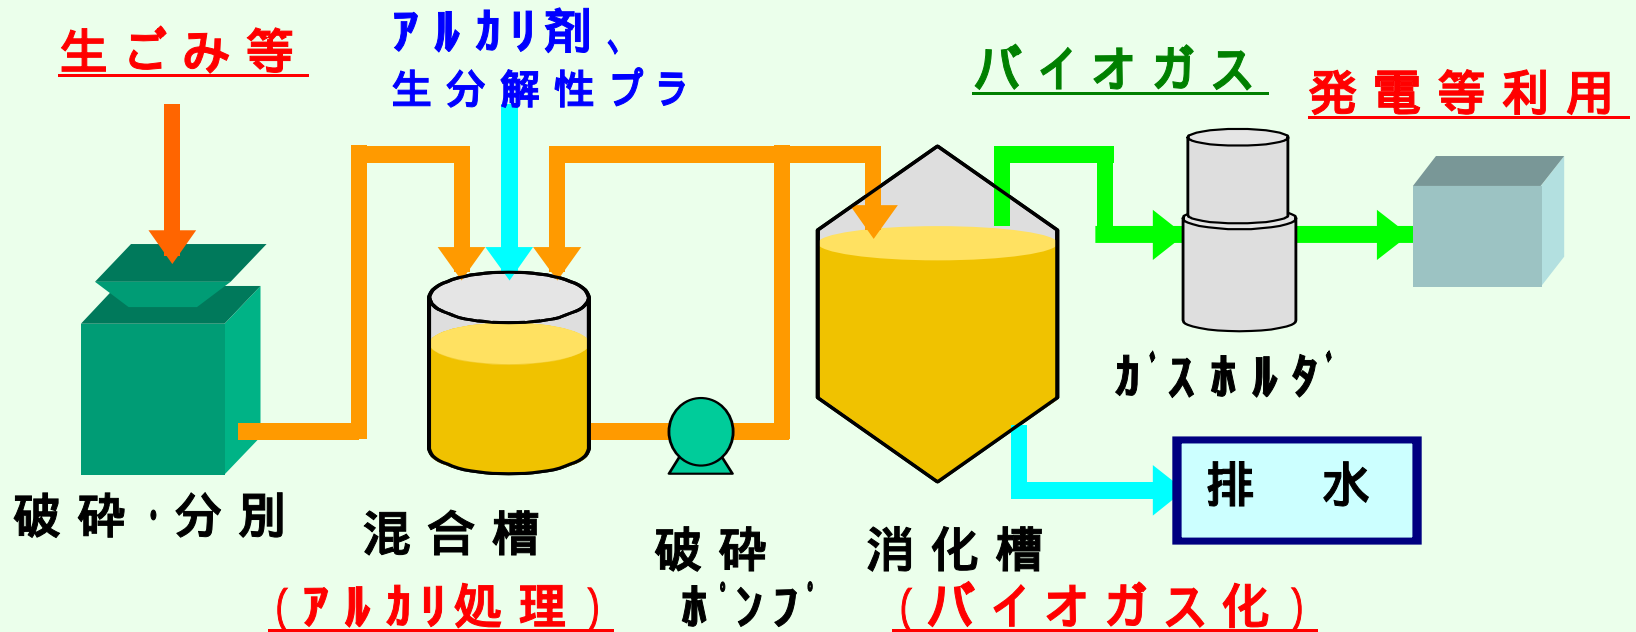 生ごみ等
ｱﾙｶﾘ剤、
生分解性プラ
バイオガス
発電等利用
ｶﾞｽﾎﾙﾀﾞ
排　水
破砕・分別
混合槽
(ｱﾙｶﾘ処理)
破砕
ﾎﾟﾝﾌﾟ
消化槽
(バイオガス化)